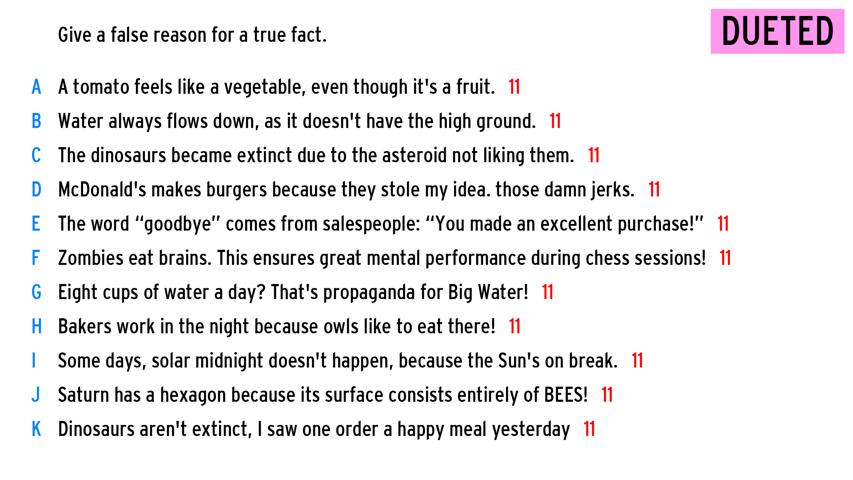 Give a false reason for a true fact.
DUETED
A A tomato feels like a vegetable, even though it's a fruit. 11
B Water always flows down, as it doesn't have the high ground. 11
C The dinosaurs became extinct due to the asteroid not liking them. 11
D McDonald's makes burgers because they stole my idea. those damn jerks. 11
E The word “goodbye” comes from salespeople: “You made an excellent purchase!” 11
F Zombies eat brains. This ensures great mental performance during chess sessions! 11
G Eight cups of water a day? That's propaganda for Big Water! 11
H Bakers work in the night because owls like to eat there! 11
I Some days, solar midnight doesn't happen, because the Sun's on break. 11
J Saturn has a hexagon because its surface consists entirely of BEES! 11
K Dinosaurs aren't extinct, I saw one order a happy meal yesterday 11